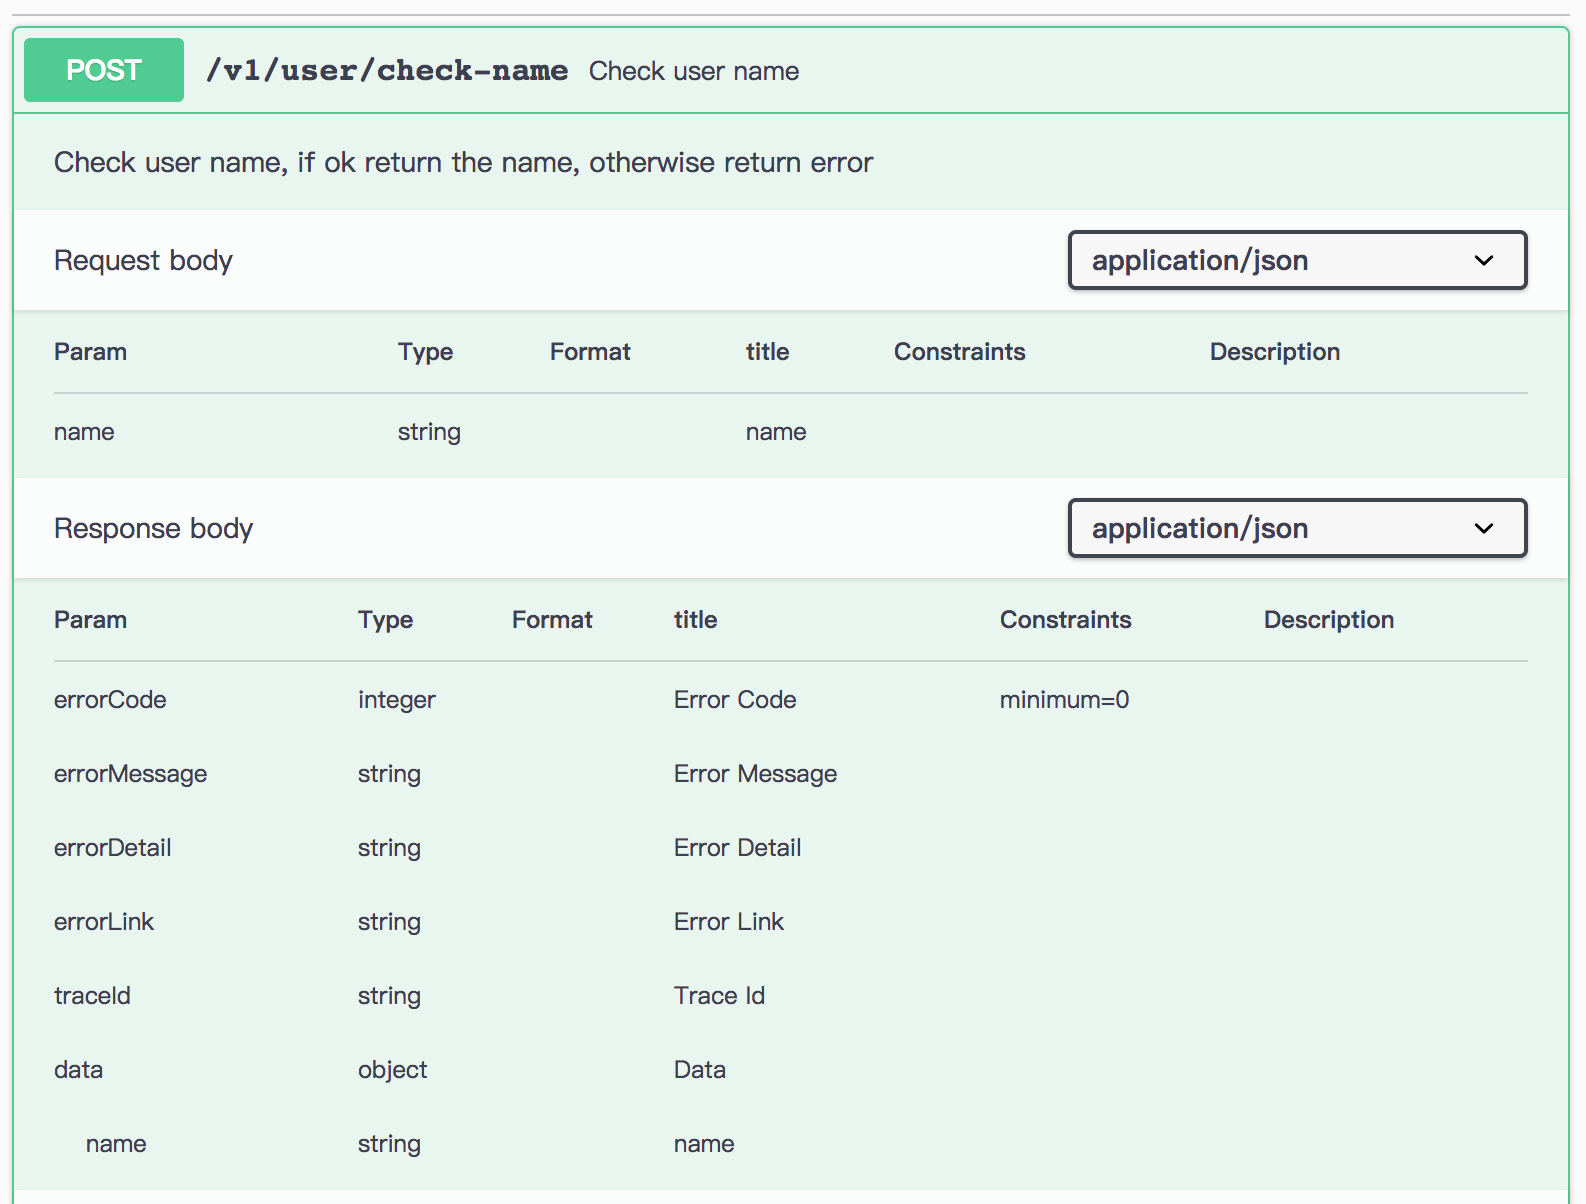 POST /v1/user/check-name Check user name
Check user name, if ok return the name, otherwise return error
Request body application/json
Param Type Format title Constraints Description
name string name
Response body application/json
Param Type Format title Constraints Description
errorCode integer Error Code minimum=0
errorMessage string Error Message
errorDetail string Error Detail
errorLink string Error Link
traceId string Trace Id
data object Data
name string name